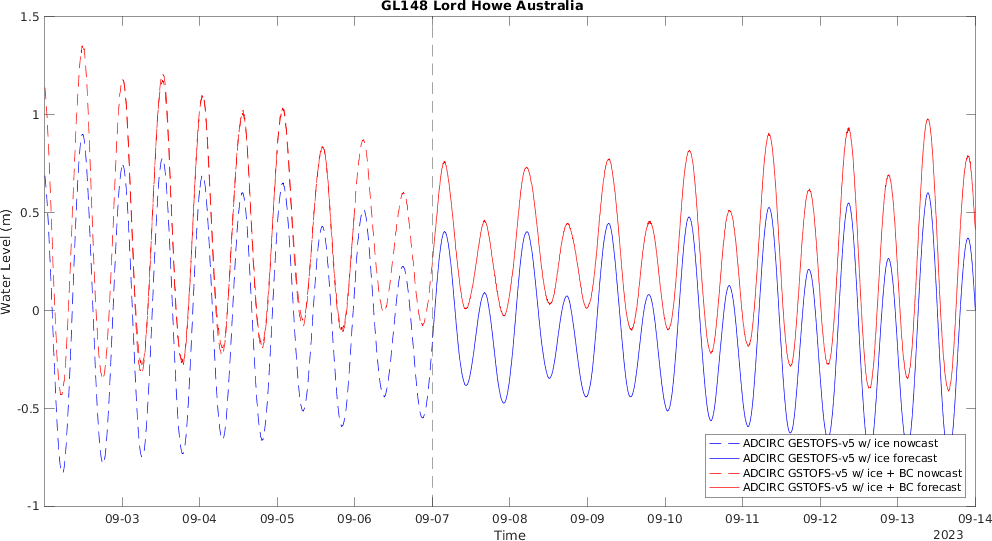 GL148 Lord Howe Australia
1.5
1
0.5
0
-0.5
-1
Water Level (m)
ADCIRC GESTOFS-v5 w/ ice nowcast
ADCIRC GESTOFS-v5 w/ ice forecast
ADCIRC GSTOFS-v5 w/ ice + BC nowcast
ADCIRC GSTOFS-v5 w/ ice + BC forecast
09-03 09-04 09-05 09-06 09-07 09-08 09-09 09-10 09-11 09-12 09-13 09-14
Time
2023